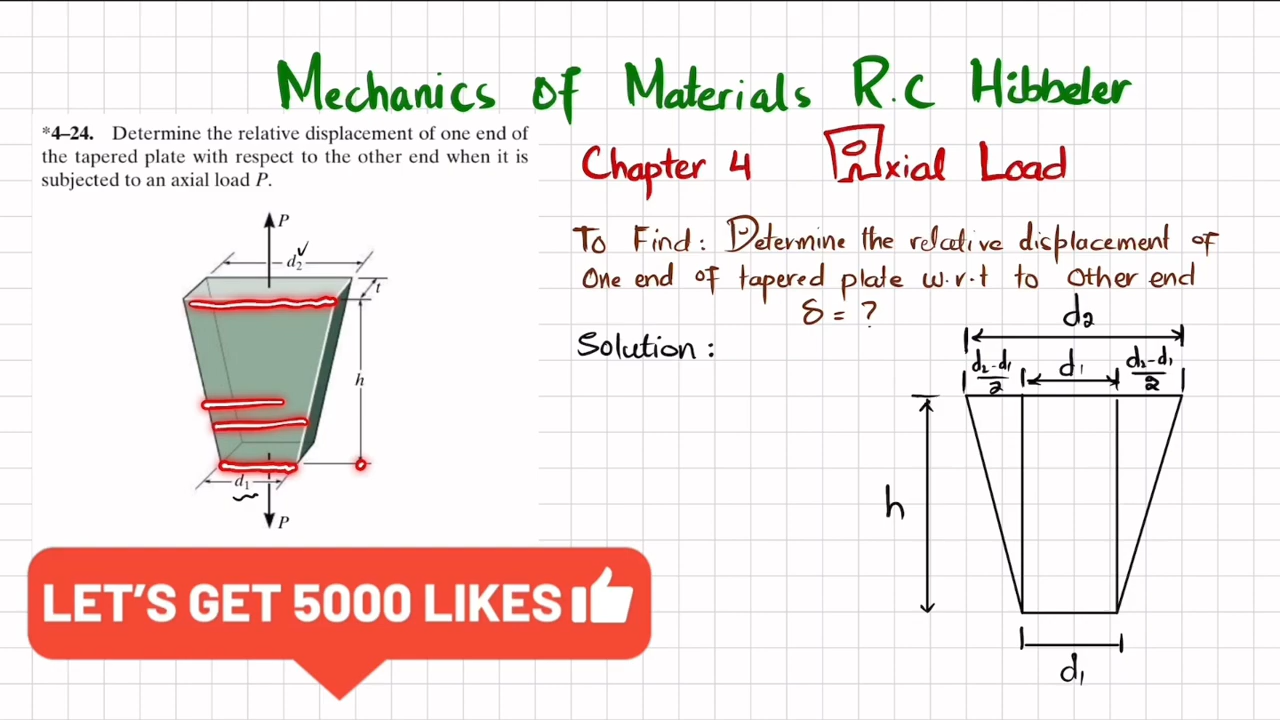 Mechanics of Materials R.C Hibbeler
*4–24. Determine the relative displacement of one end of
the tapered plate with respect to the other end when it is
subjected to an axial load P.
Chapter 4 Axial Load
To Find: Determine the relative displacement of
One end of tapered plate w.r.t to Other end
δ = ?
Solution:
P
d₂
t
h
d₁
P
d₂
d₂-d₁/2 d₁ d₂-d₁/2
h
d₁
LET'S GET 5000 LIKES